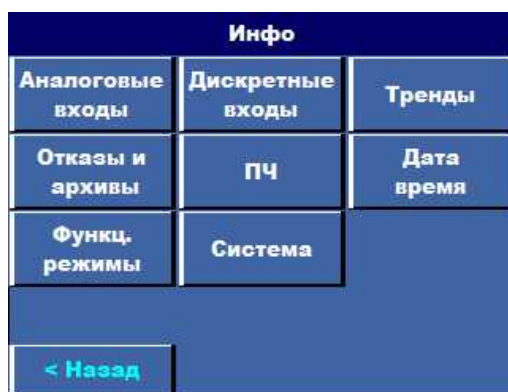 Инфо
Аналоговые
входы
Дискретные
входы
Тренды
Отказы и
архивы
ПЧ
Дата
время
Функц.
режимы
Система
< Назад